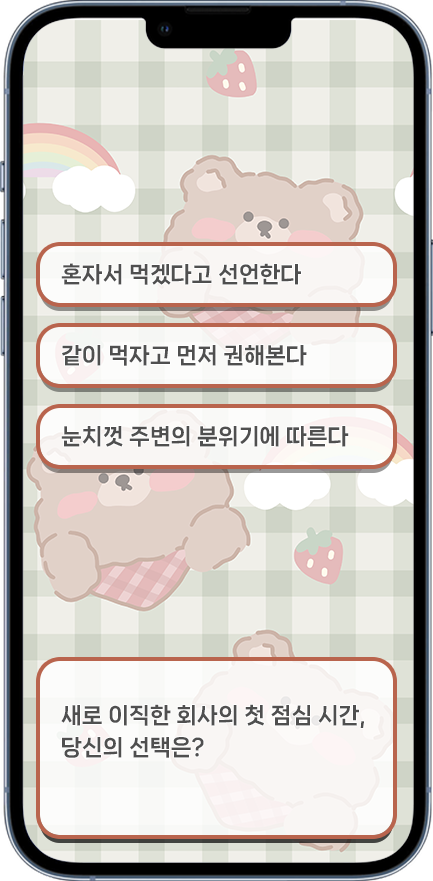 혼자서 먹겠다고 선언한다
같이 먹자고 먼저 권해본다
눈치껏 주변의 분위기에 따른다
새로 이직한 회사의 첫 점심 시간,
당신의 선택은?